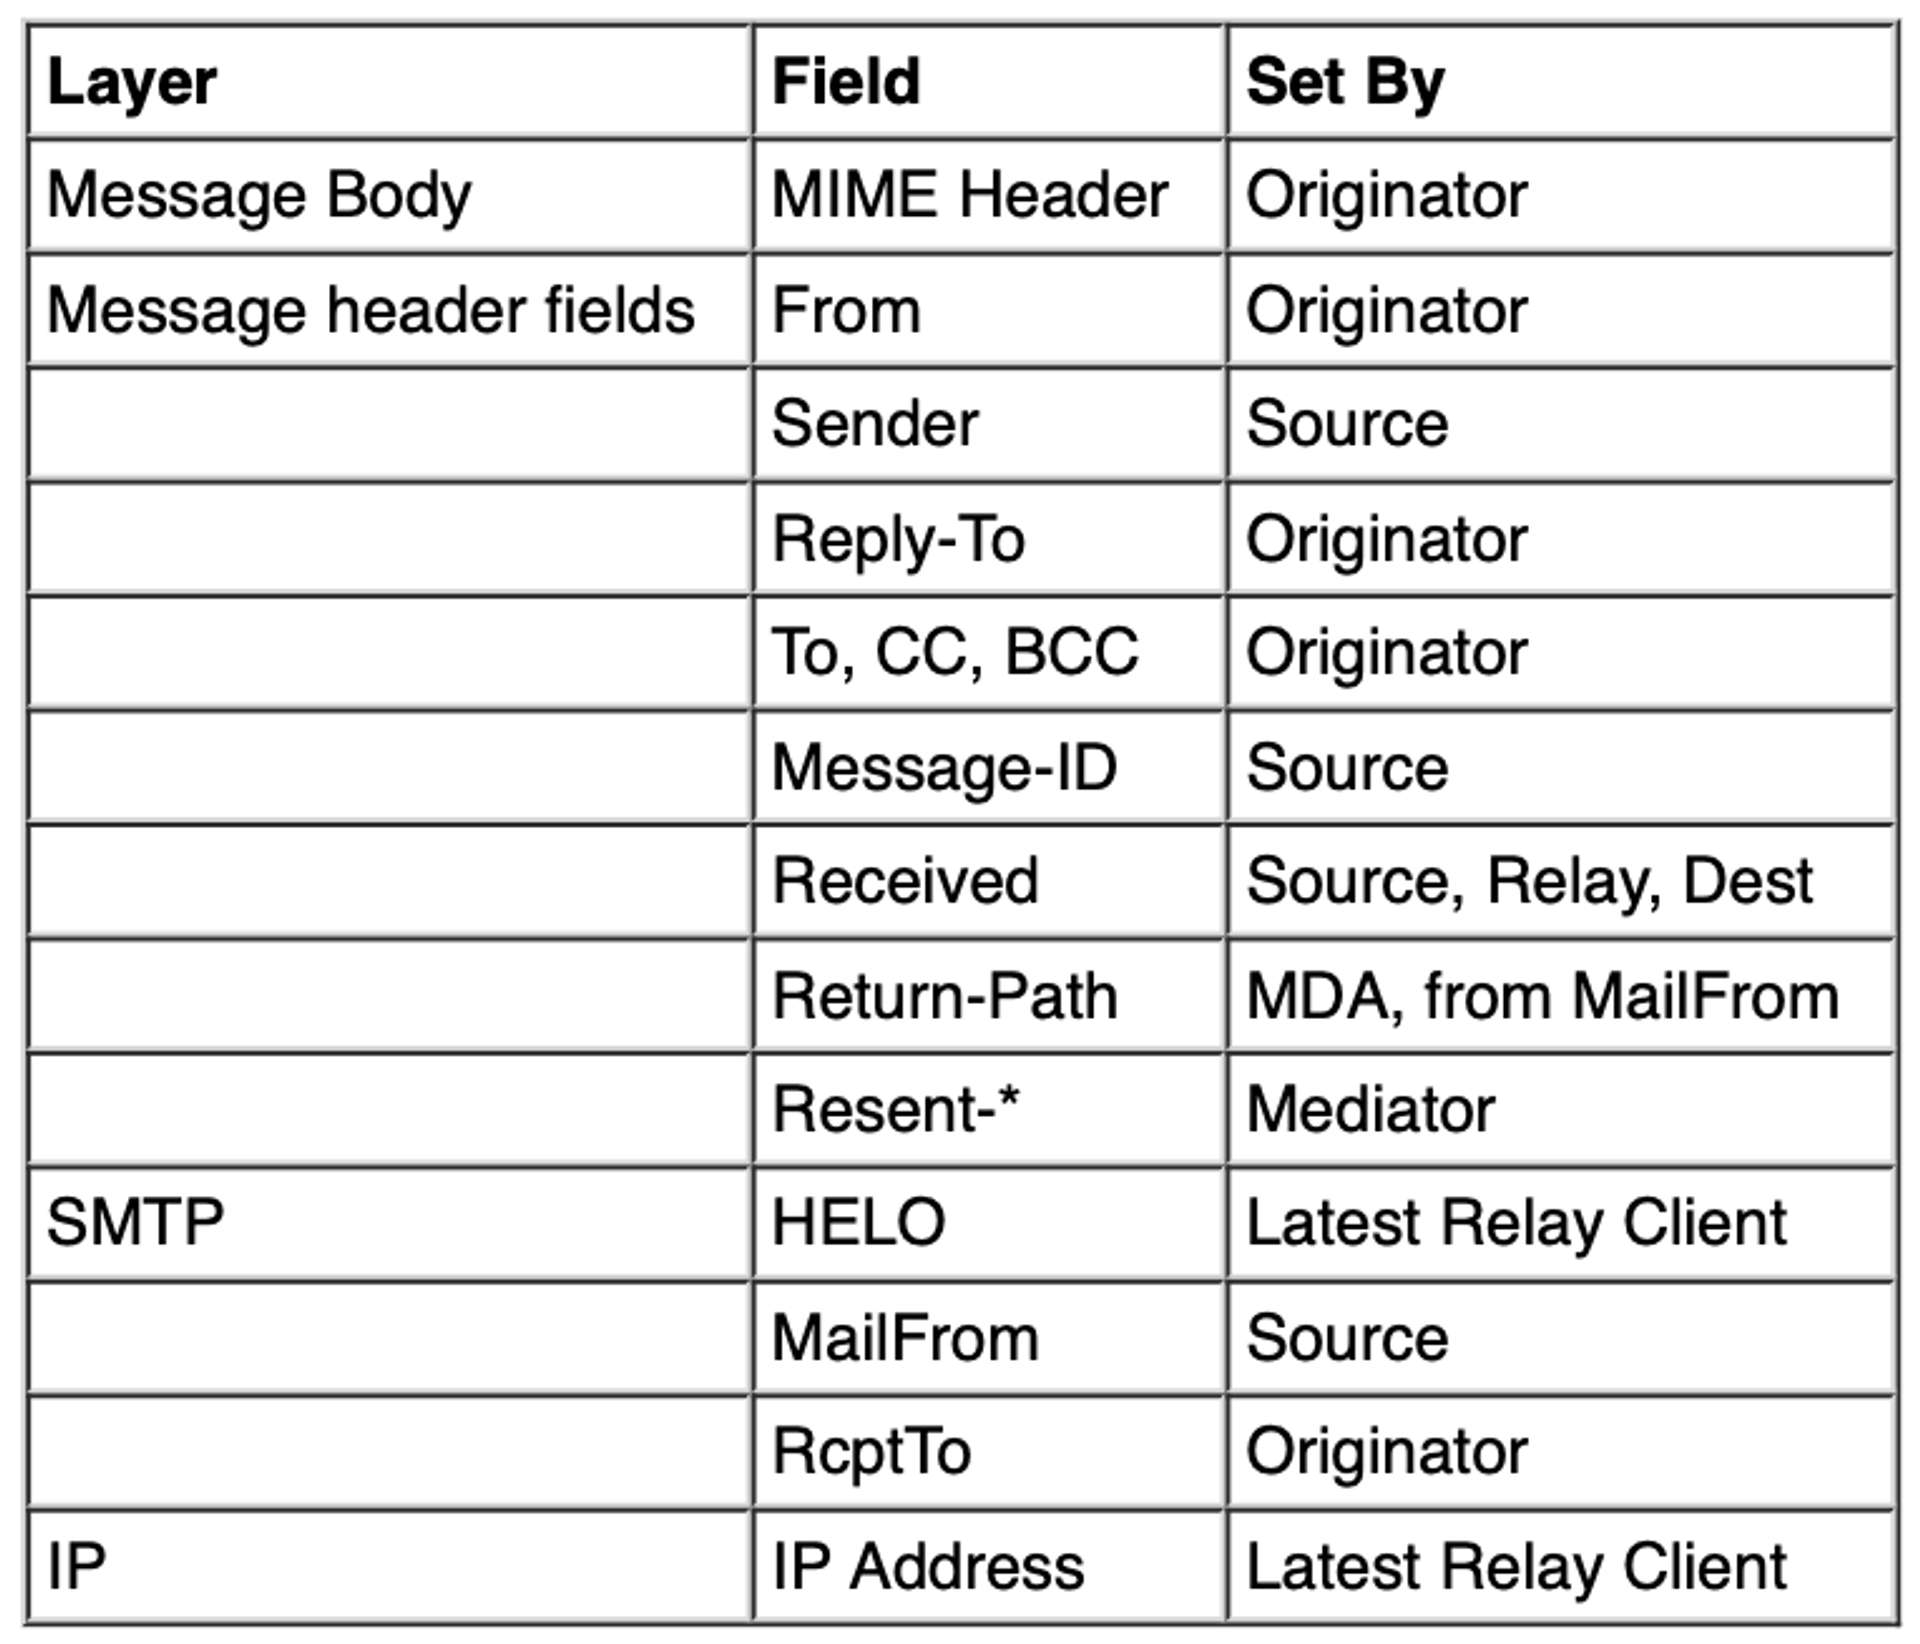 Layer Field Set By
Message Body MIME Header Originator
Message header fields From Originator
Sender Source
Reply-To Originator
To, CC, BCC Originator
Message-ID Source
Received Source, Relay, Dest
Return-Path MDA, from MailFrom
Resent-* Mediator
SMTP HELO Latest Relay Client
MailFrom Source
RcptTo Originator
IP IP Address Latest Relay Client